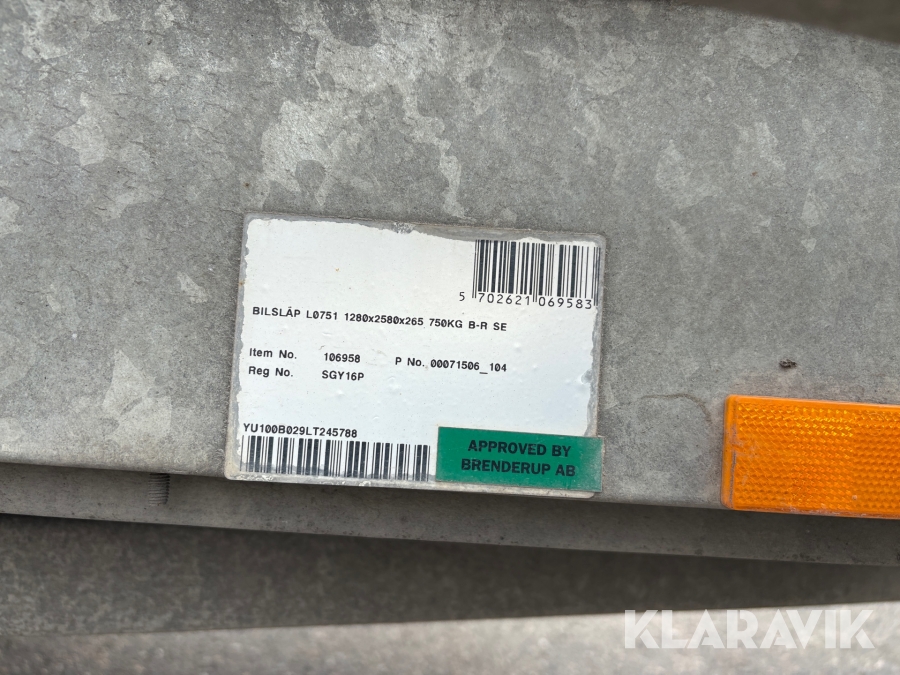 5 702621 069583
BILSLÄP L0751 1280x2580x265 750KG B-R SE
Item No. 106958 P No. 00071506_104
Reg No. SGY16P
YU100B029LT245788
APPROVED BY
BRENDERUP AB
KLARAVIK